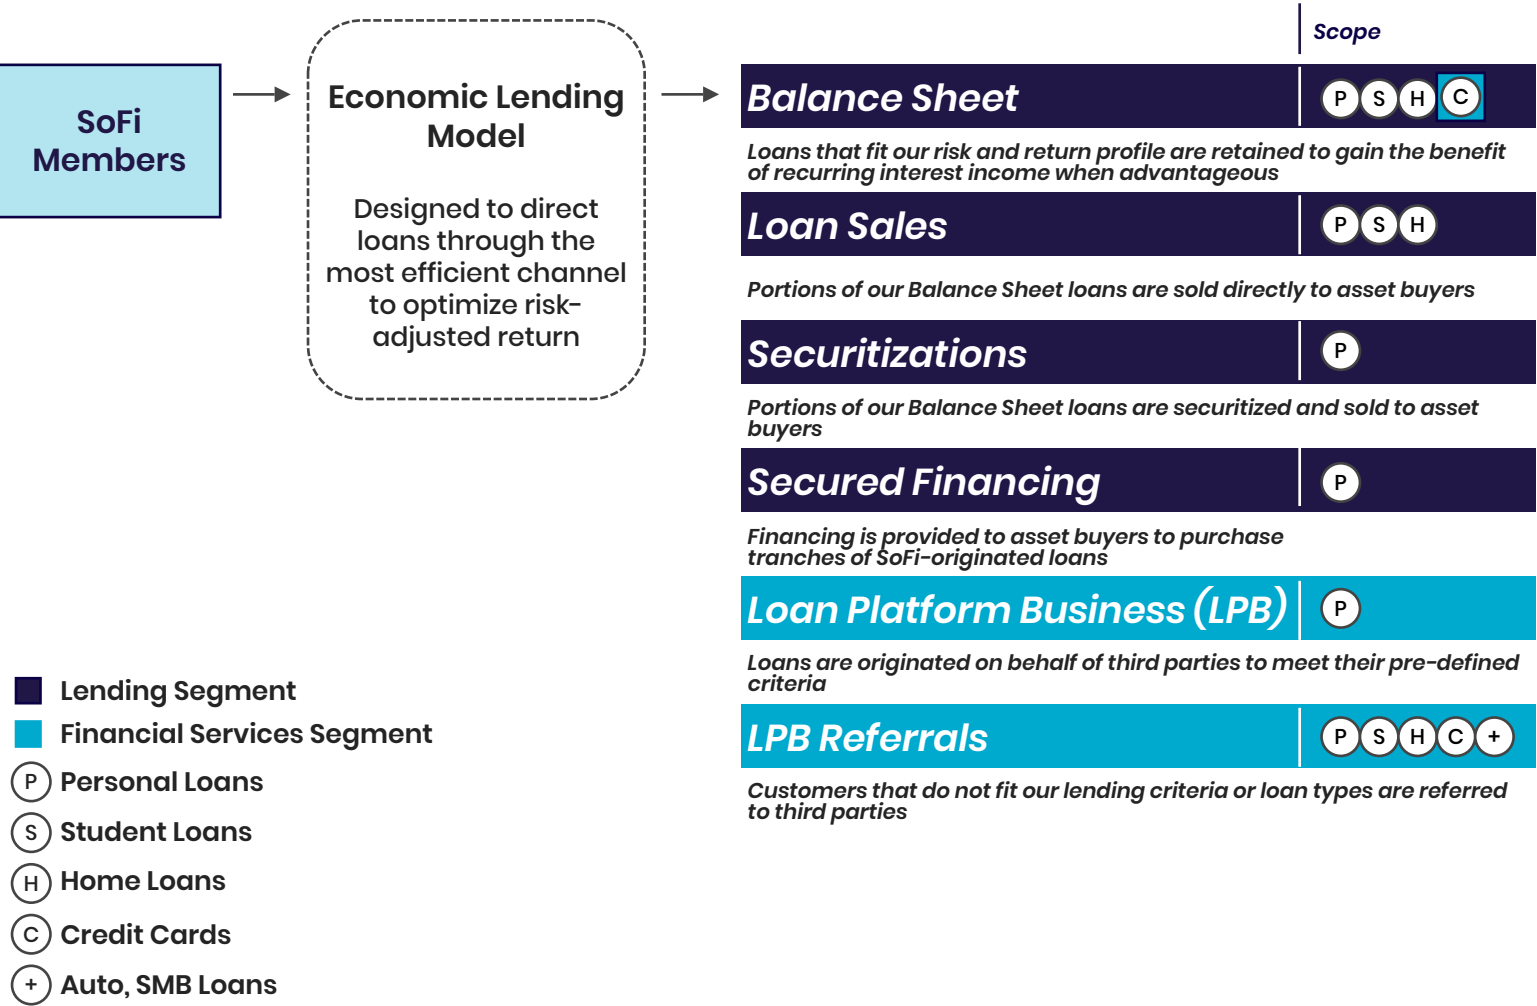 Scope
SoFi
Members
Economic Lending
Model
Designed to direct
loans through the
most efficient channel
to optimize risk-
adjusted return
Balance Sheet
P S H C
Loans that fit our risk and return profile are retained to gain the benefit
of recurring interest income when advantageous
Loan Sales
P S H
Portions of our Balance Sheet loans are sold directly to asset buyers
Securitizations
P
Portions of our Balance Sheet loans are securitized and sold to asset
buyers
Secured Financing
P
Financing is provided to asset buyers to purchase
tranches of SoFi-originated loans
Loan Platform Business (LPB)
P
Loans are originated on behalf of third parties to meet their pre-defined
criteria
LPB Referrals
P S H C +
Customers that do not fit our lending criteria or loan types are referred
to third parties
Lending Segment
Financial Services Segment
P Personal Loans
S Student Loans
H Home Loans
C Credit Cards
+ Auto, SMB Loans